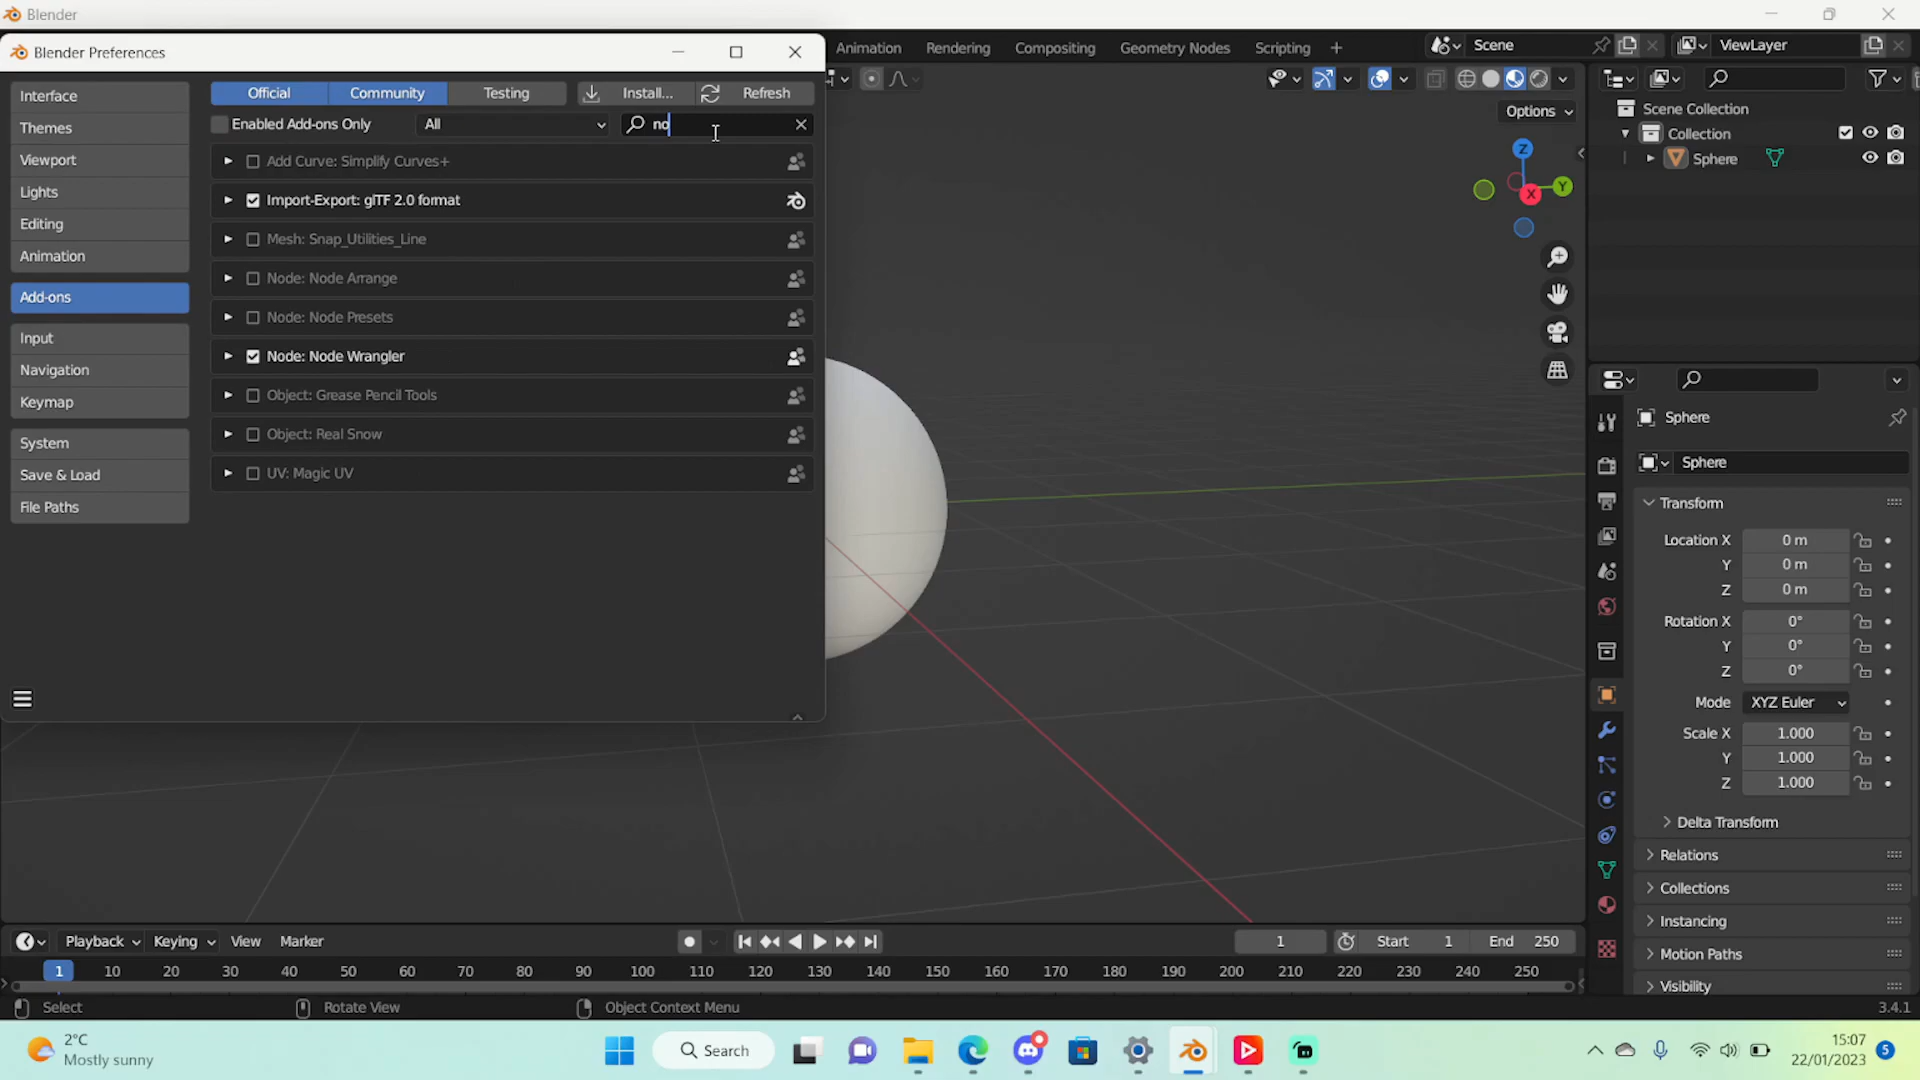 Blender
Blender Preferences
Animation
Rendering
Compositing
Geometry Nodes
Scripting
+
Scene
ViewLayer
Interface
Themes
Viewport
Lights
Editing
Animation
Add-ons
Input
Navigation
Keymap
System
Save & Load
File Paths
Official
Community
Testing
Install...
Refresh
Enabled Add-ons Only
All
no
Add Curve: Simplify Curves+
Import-Export: glTF 2.0 format
Mesh: Snap_Utilities_Line
Node: Node Arrange
Node: Node Presets
Node: Node Wrangler
Object: Grease Pencil Tools
Object: Real Snow
UV: Magic UV
Options
Z
Y
X
Scene Collection
Collection
Sphere
Sphere
Sphere
Transform
Location X 0 m
Y 0 m
Z 0 m
Rotation X 0°
Y 0°
Z 0°
Mode XYZ Euler
Scale X 1.000
Y 1.000
Z 1.000
Delta Transform
Relations
Collections
Instancing
Motion Paths
Visibility
Playback Keying View Marker
1 Start 1 End 250
1 10 20 30 40 50 60 70 80 90 100 110 120 130 140 150 160 170 180 190 200 210 220 230 240 250
Select Rotate View Object Context Menu 3.4.1
2°C
Mostly sunny
Search
15:07
22/01/2023
5